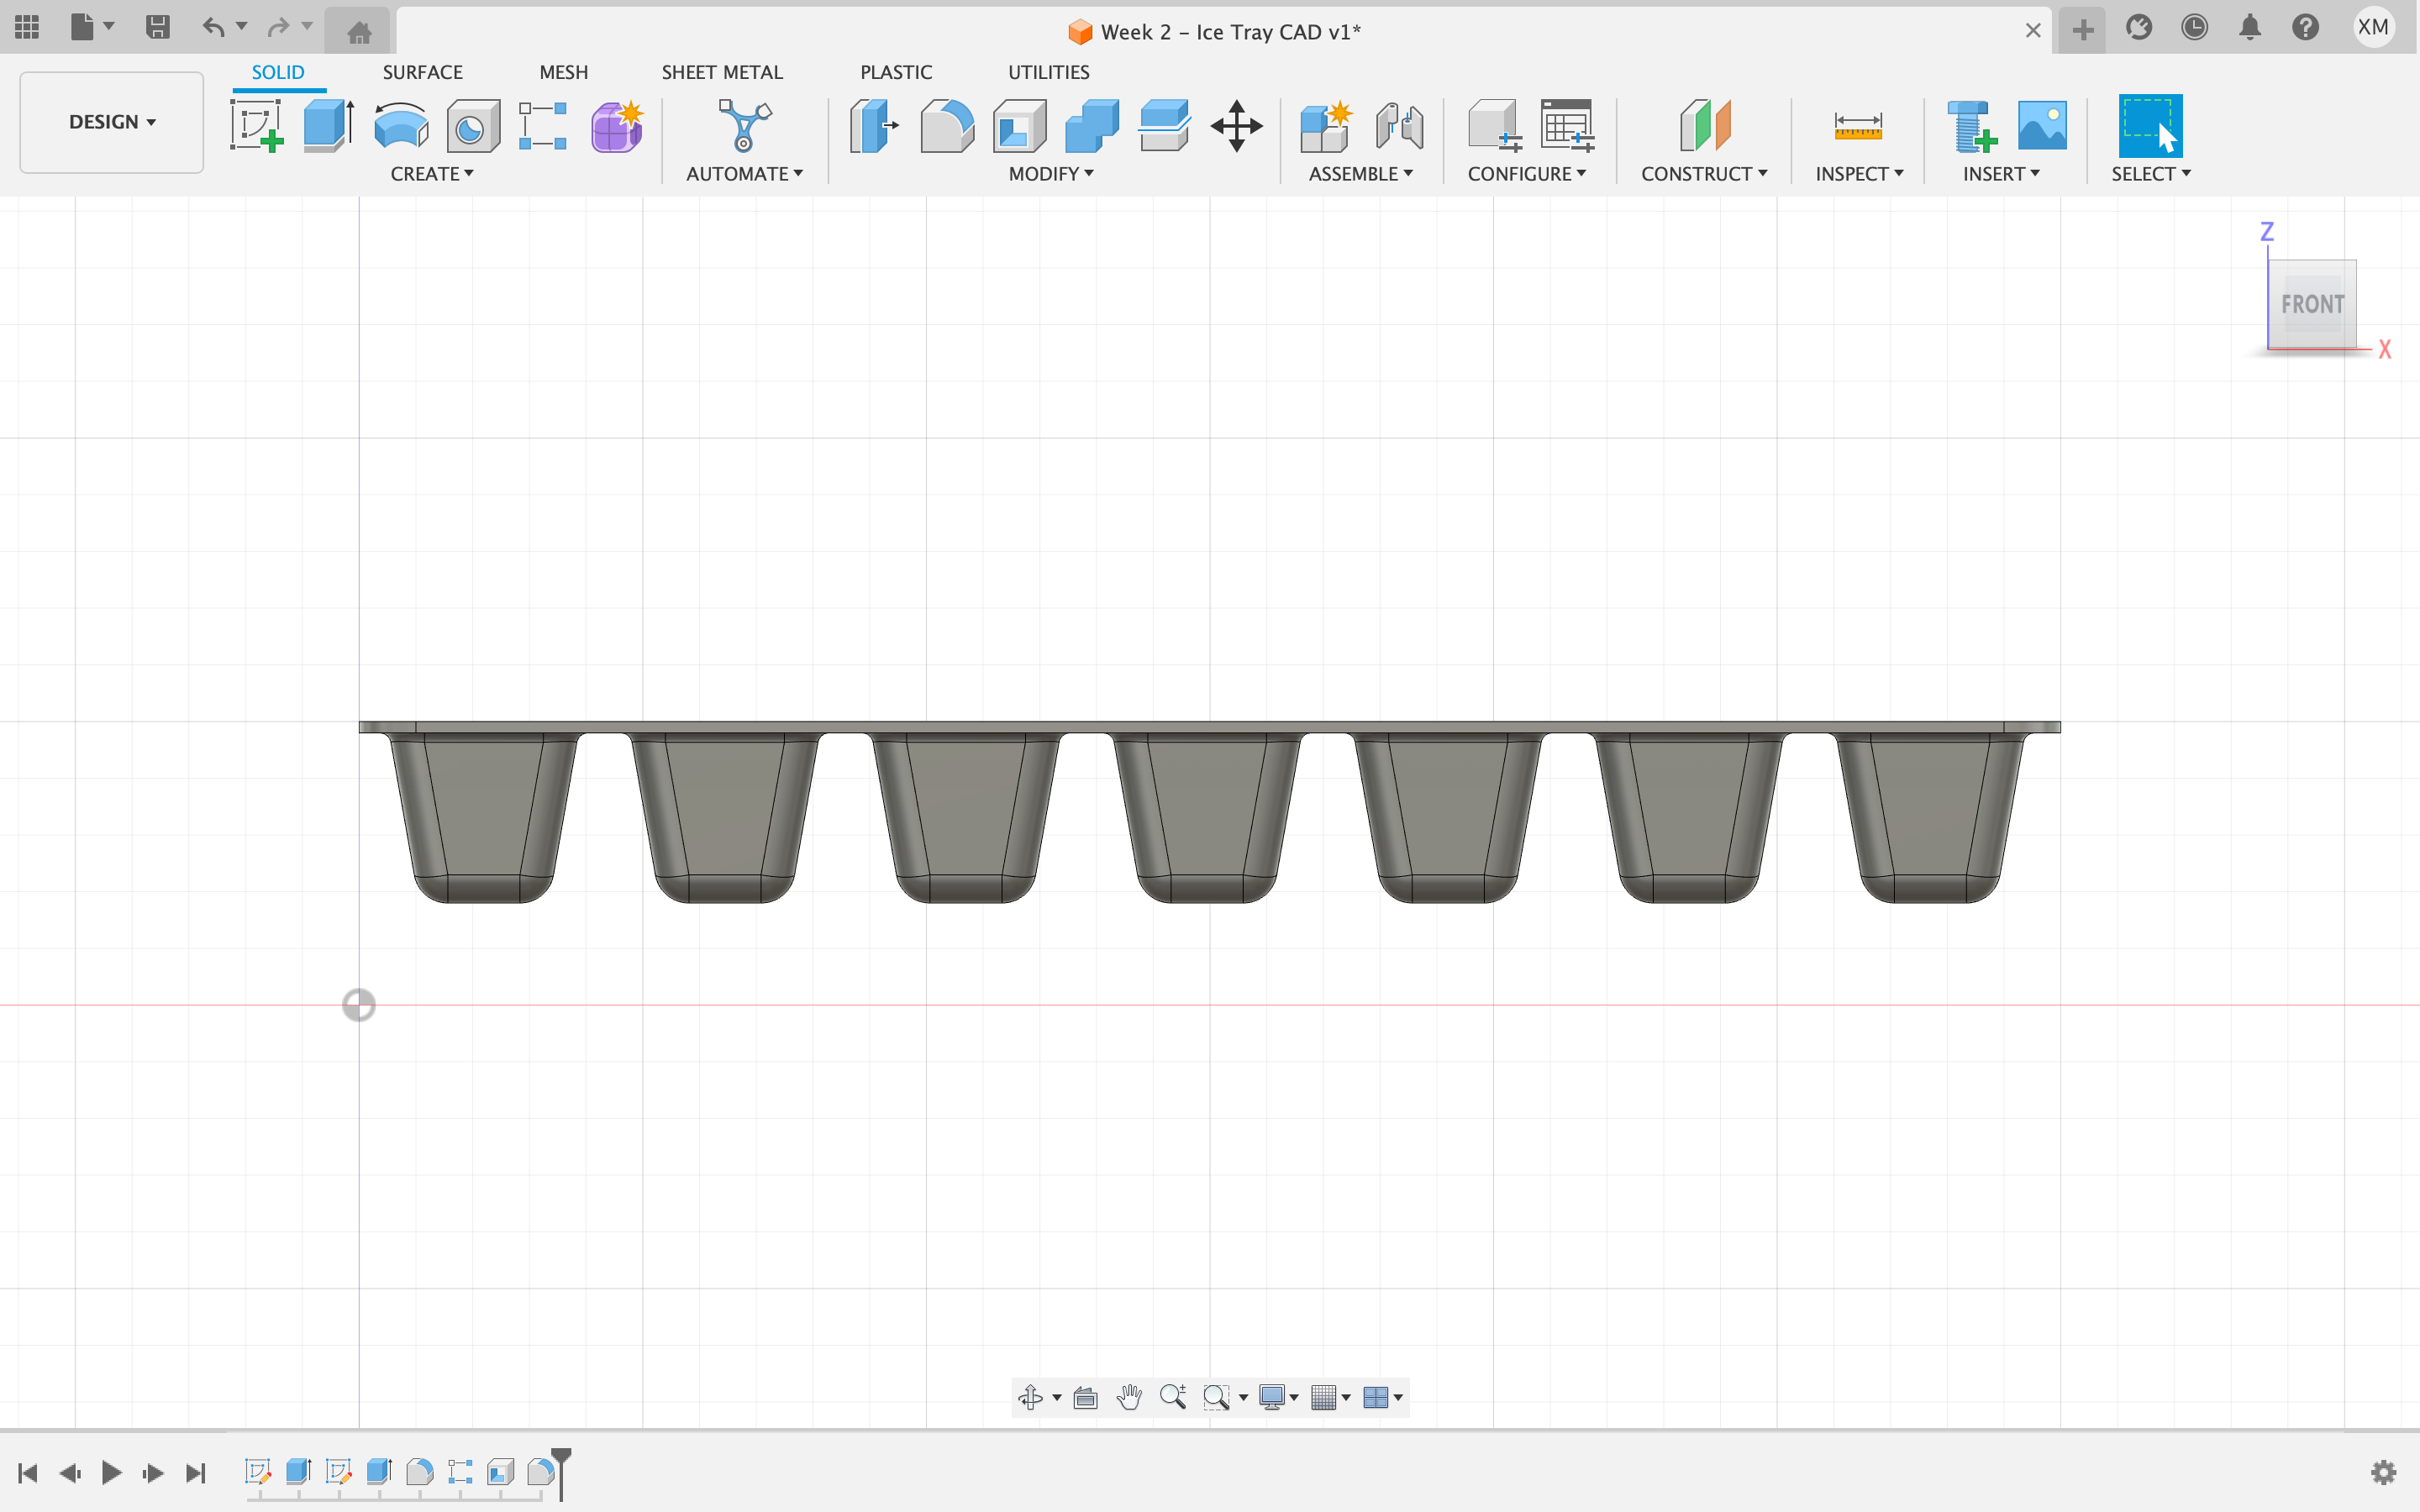 Week 2 – Ice Tray CAD v1*
XM
SOLID SURFACE MESH SHEET METAL PLASTIC UTILITIES
DESIGN
CREATE AUTOMATE MODIFY ASSEMBLE CONFIGURE CONSTRUCT INSPECT INSERT SELECT
Z
FRONT
X